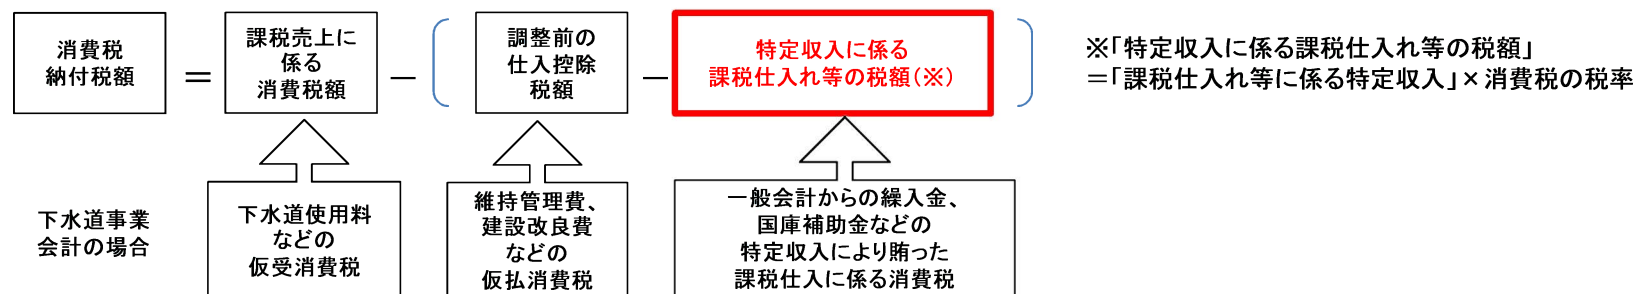 消費税
納付税額
＝
課税売上に
係る
消費税額
－
調整前の
仕入控除
税額
－
特定収入に係る
課税仕入れ等の税額(※)
※「特定収入に係る課税仕入れ等の税額」
＝「課税仕入れ等に係る特定収入」×消費税の税率
下水道事業
会計の場合
下水道使用料
などの
仮受消費税
維持管理費、
建設改良費
などの
仮払消費税
一般会計からの繰入金、
国庫補助金などの
特定収入により賄った
課税仕入に係る消費税